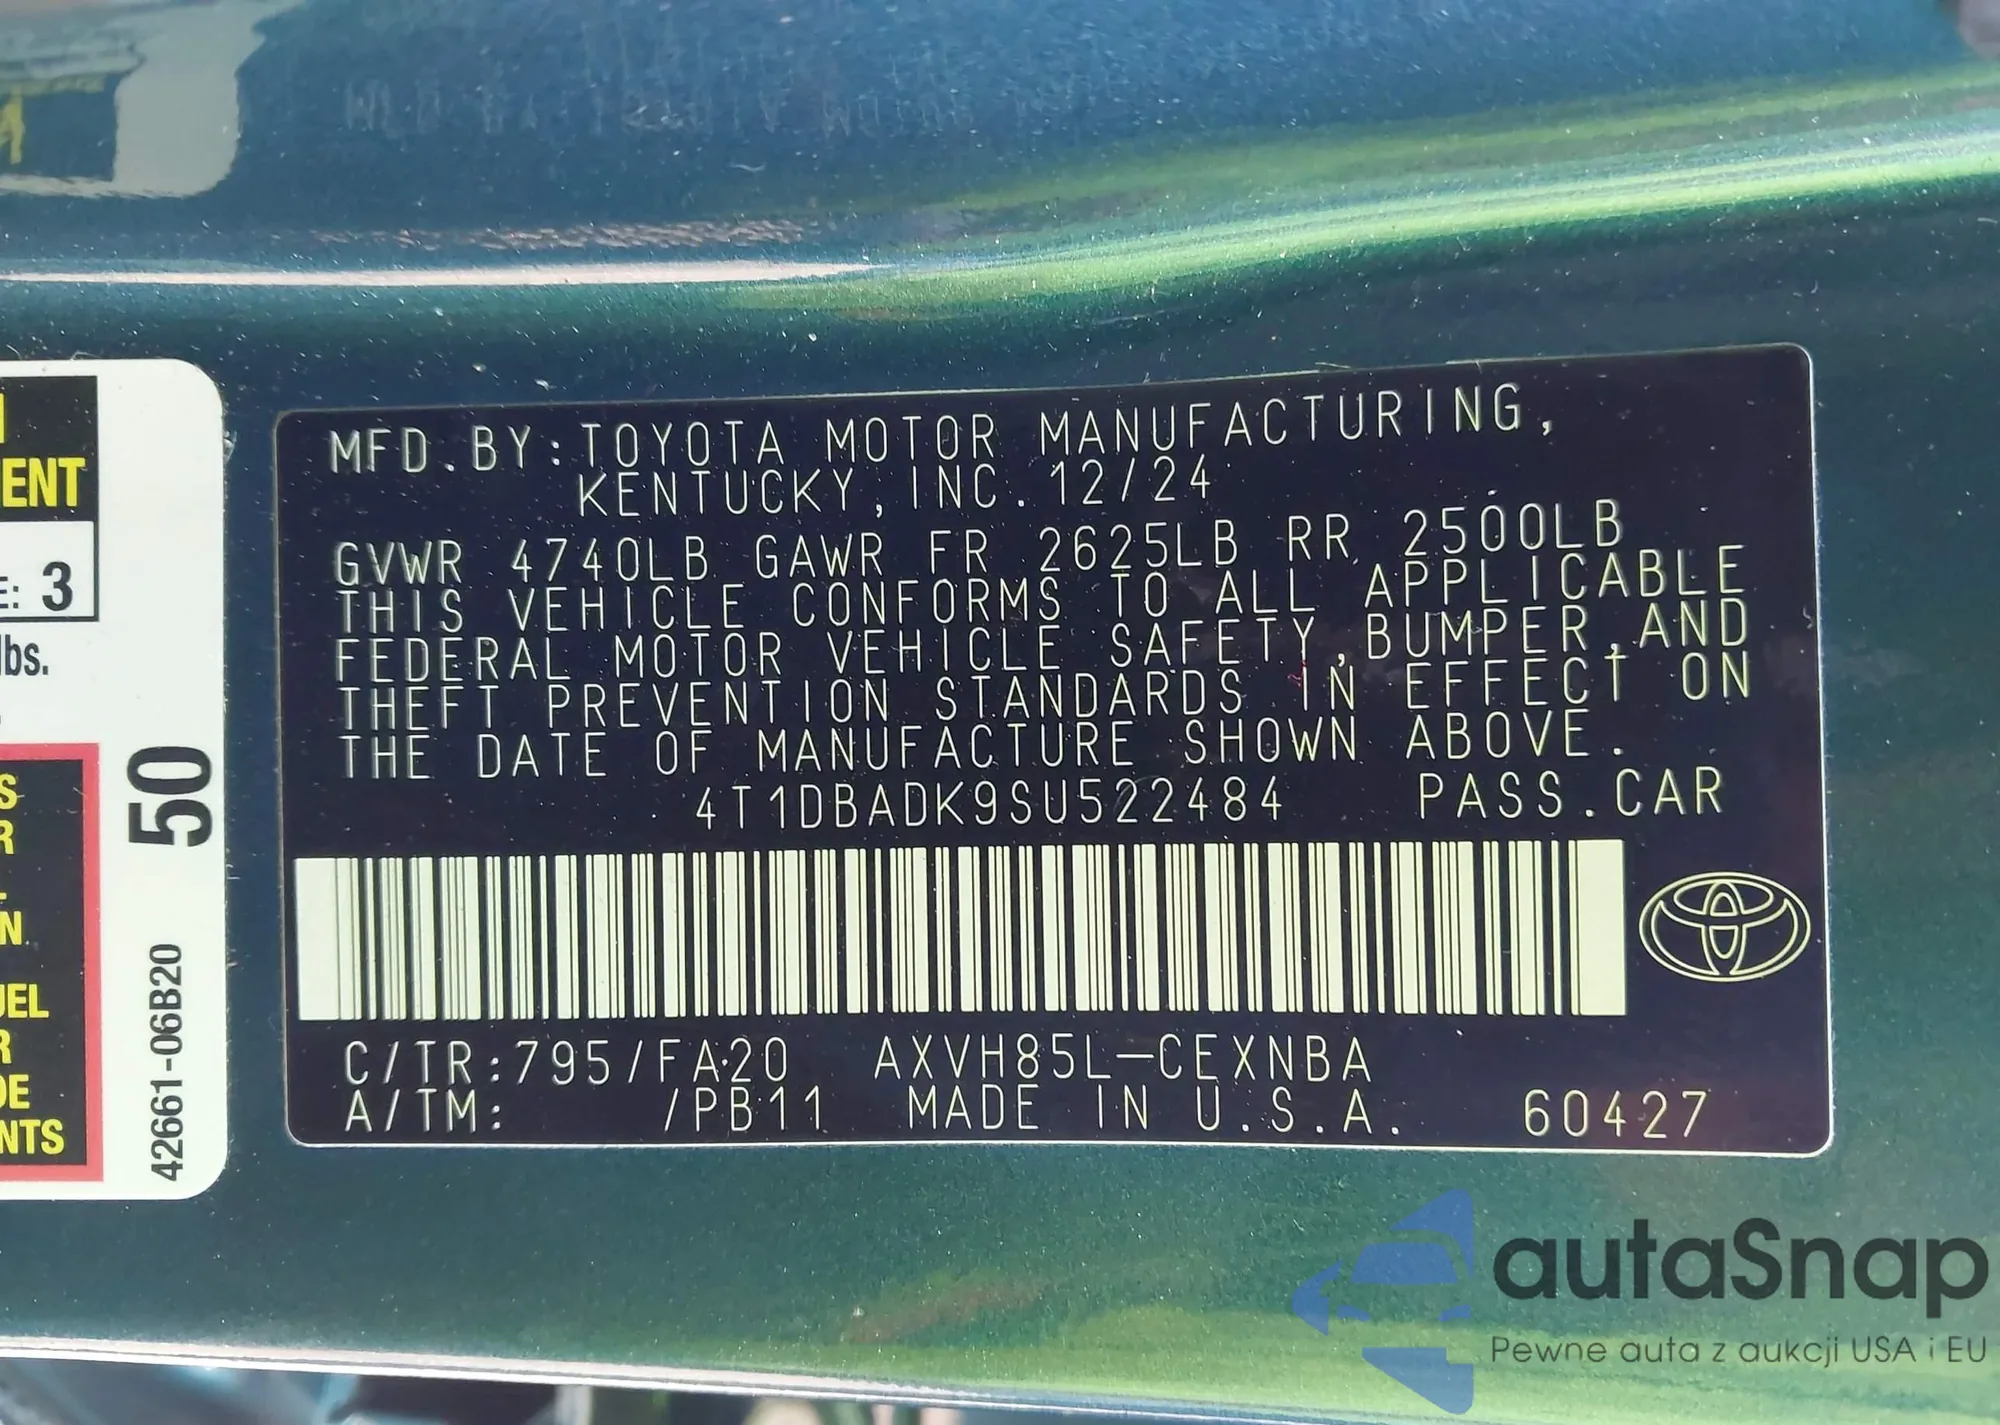 ENT
E: 3
lbs.
S
R
N.
UEL
R
DE
NTS
50
42661-06B20
MFD.BY:TOYOTA MOTOR MANUFACTURING,
KENTUCKY,INC.12/24
GVWR 4740LB GAWR FR 2625LB RR 2500LB
THIS VEHICLE CONFORMS TO ALL APPLICABLE
FEDERAL MOTOR VEHICLE SAFETY,BUMPER,AND
THEFT PREVENTION STANDARDS IN EFFECT ON
THE DATE OF MANUFACTURE SHOWN ABOVE.
4T1DBADK9SU522484 PASS.CAR
C/TR:795/FA20 AXVH85L-CEXNBA
A/TM: /PB11 MADE IN U.S.A. 60427
autaSnap
Pewne auta z aukcji USA i EU